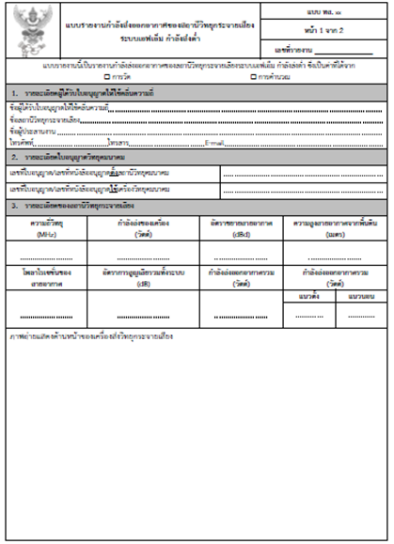 แบบ พส. ๓๓
แบบรายงานกำลังส่งออกอากาศของสถานีวิทยุกระจายเสียง
ระบบเอฟเอ็ม กำลังส่งต่ำ
หน้า 1 จาก 2
เลขที่รายงาน
แบบรายงานนี้เป็นรายงานกำลังส่งออกอากาศของสถานีวิทยุกระจายเสียงระบบเอฟเอ็ม กำลังส่งต่ำ ซึ่งเป็นค่าที่ได้จาก
☐ การวัด ☐ การคำนวณ
1. รายละเอียดผู้ได้รับใบอนุญาตให้ใช้คลื่นความถี่
ชื่อผู้ได้รับใบอนุญาตให้ใช้คลื่นความถี่
ชื่อสถานีวิทยุกระจายเสียง
ชื่อผู้ประสานงาน
โทรศัพท์ โทรสาร E-mail
2. รายละเอียดใบอนุญาตวิทยุคมนาคม
เลขที่ใบอนุญาต/เลขที่หนังสืออนุญาตตั้งสถานีวิทยุคมนาคม
เลขที่ใบอนุญาต/เลขที่หนังสืออนุญาตใช้เครื่องวิทยุคมนาคม
3. รายละเอียดของสถานีวิทยุกระจายเสียง
ความถี่วิทยุ กำลังส่งของเครื่อง อัตราขยายสายอากาศ ความสูงสายอากาศจากพื้นดิน
(MHz) (วัตต์) (dBd) (เมตร)
โพลาไรเซชันของ อัตราการสูญเสียรวมทั้งระบบ กำลังส่งออกอากาศรวม กำลังส่งออกอากาศรวม
สายอากาศ (dB) (วัตต์) (วัตต์)
แนวตั้ง แนวนอน
ภาพถ่ายแสดงด้านหน้าของเครื่องส่งวิทยุกระจายเสียง